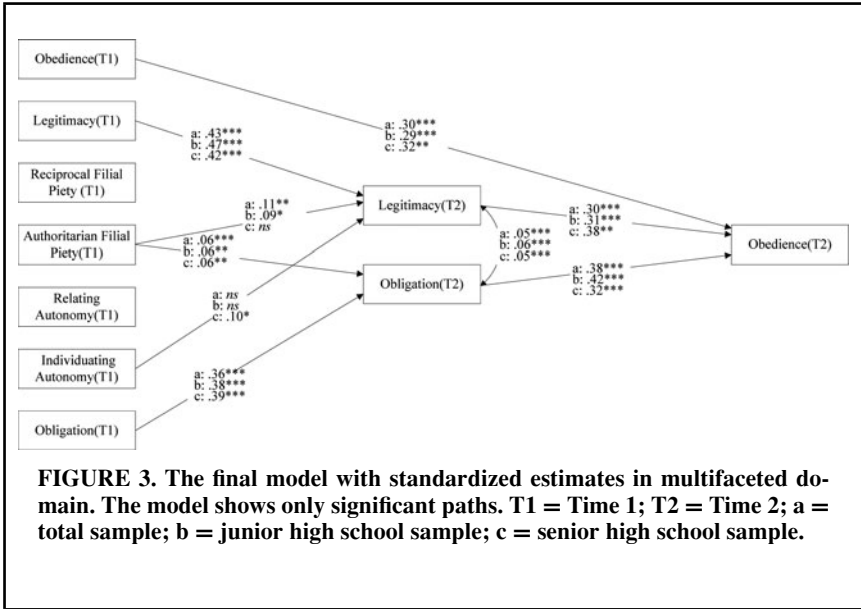 Obedience(T1)
Legitimacy(T1)
Reciprocal Filial
Piety (T1)
Authoritarian Filial
Piety(T1)
Relating
Autonomy(T1)
Individuating
Autonomy(T1)
Obligation(T1)
a: .30***
b: .29***
c: .32**
a: .43***
b: .47***
c: .42***
a: .11**
b: .09*
c: ns
a: .06***
b: .06**
c: .06**
a: ns
b: ns
c: .10*
a: .36***
b: .38***
c: .39***
Legitimacy(T2)
Obligation(T2)
a: .05***
b: .06***
c: .05***
a: .30***
b: .31***
c: .38**
a: .38***
b: .42***
c: .32***
Obedience(T2)
FIGURE 3. The final model with standardized estimates in multifaceted do-
main. The model shows only significant paths. T1 = Time 1; T2 = Time 2; a =
total sample; b = junior high school sample; c = senior high school sample.